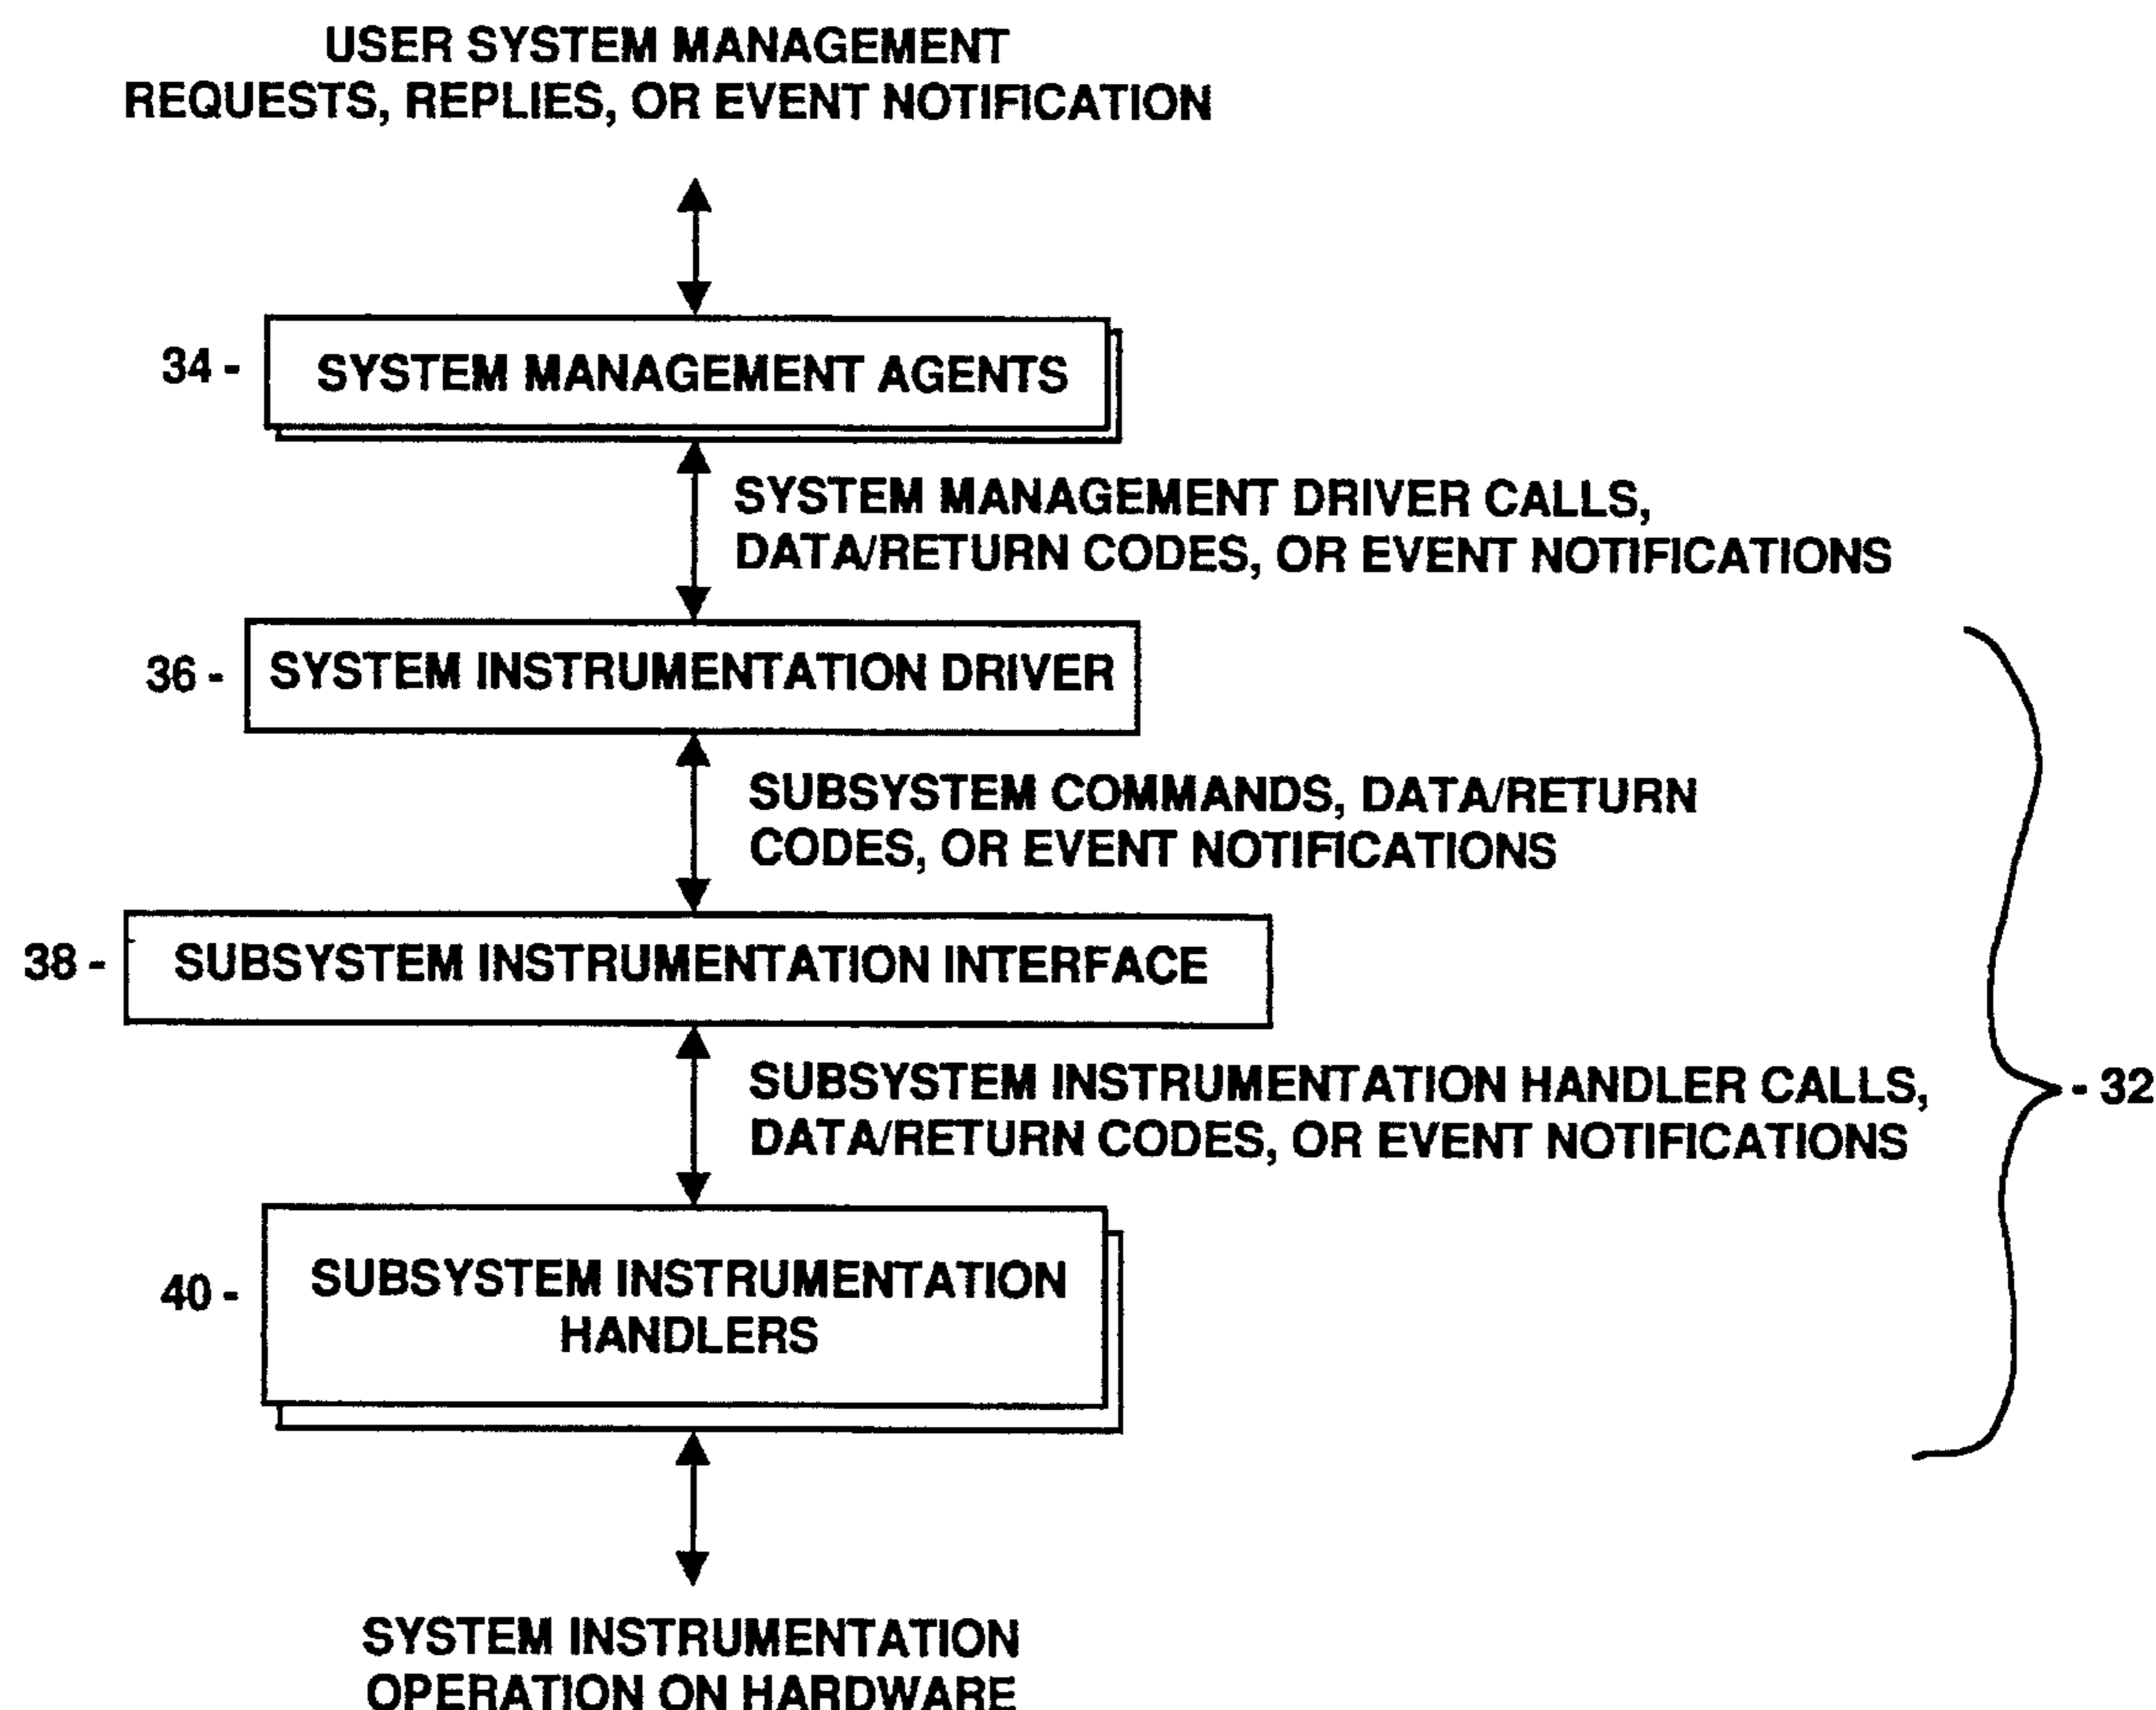 USER SYSTEM MANAGEMENT
REQUESTS, REPLIES, OR EVENT NOTIFICATION
34 -
SYSTEM MANAGEMENT AGENTS
SYSTEM MANAGEMENT DRIVER CALLS,
DATA/RETURN CODES, OR EVENT NOTIFICATIONS
36 -
SYSTEM INSTRUMENTATION DRIVER
SUBSYSTEM COMMANDS, DATA/RETURN
CODES, OR EVENT NOTIFICATIONS
38 -
SUBSYSTEM INSTRUMENTATION INTERFACE
SUBSYSTEM INSTRUMENTATION HANDLER CALLS,
DATA/RETURN CODES, OR EVENT NOTIFICATIONS
- 32
40 -
SUBSYSTEM INSTRUMENTATION
HANDLERS
SYSTEM INSTRUMENTATION
OPERATION ON HARDWARE